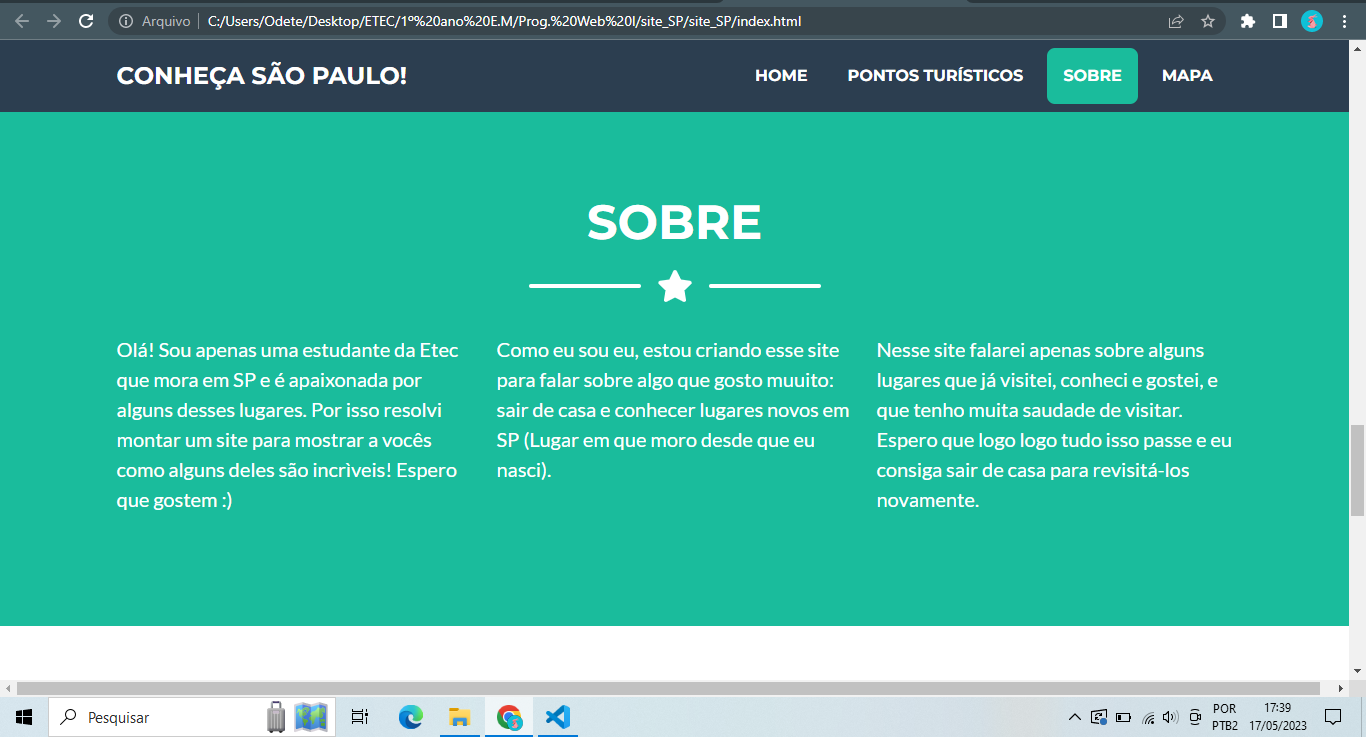 Arquivo
C:/Users/Odete/Desktop/ETEC/1º%20ano%20E.M/Prog.%20Web%20I/site_SP/site_SP/index.html
CONHEÇA SÃO PAULO!
HOME
PONTOS TURÍSTICOS
SOBRE
MAPA
SOBRE
Olá! Sou apenas uma estudante da Etec
que mora em SP e é apaixonada por
alguns desses lugares. Por isso resolvi
montar um site para mostrar a vocês
como alguns deles são incrìveis! Espero
que gostem :)
Como eu sou eu, estou criando esse site
para falar sobre algo que gosto muuito:
sair de casa e conhecer lugares novos em
SP (Lugar em que moro desde que eu
nasci).
Nesse site falarei apenas sobre alguns
lugares que já visitei, conheci e gostei, e
que tenho muita saudade de visitar.
Espero que logo logo tudo isso passe e eu
consiga sair de casa para revisitá-los
novamente.
Pesquisar
POR
PTB2
17:39
17/05/2023